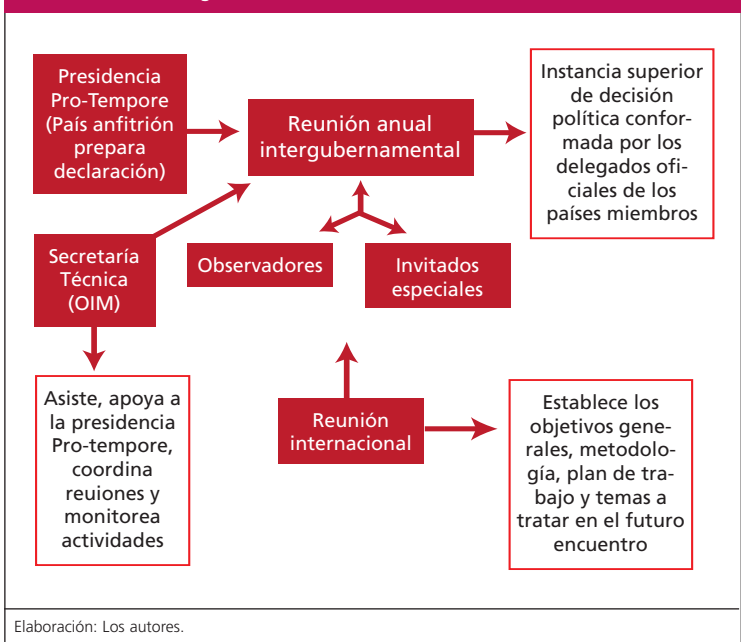 Presidencia
Pro-Tempore
(País anfitrión
prepara
declaración)
Reunión anual
intergubernamental
Instancia superior
de decisión
política confor-
mada por los
delegados ofi-
ciales de los
países miembros
Secretaría
Técnica
(OIM)
Observadores
Invitados
especiales
Asiste, apoya a
la presidencia
Pro-tempore,
coordina
reuiones y
monitorea
actividades
Reunión
internacional
Establece los
objetivos gene-
rales, metodolo-
gía, plan de tra-
bajo y temas a
tratar en el futuro
encuentro
Elaboración: Los autores.